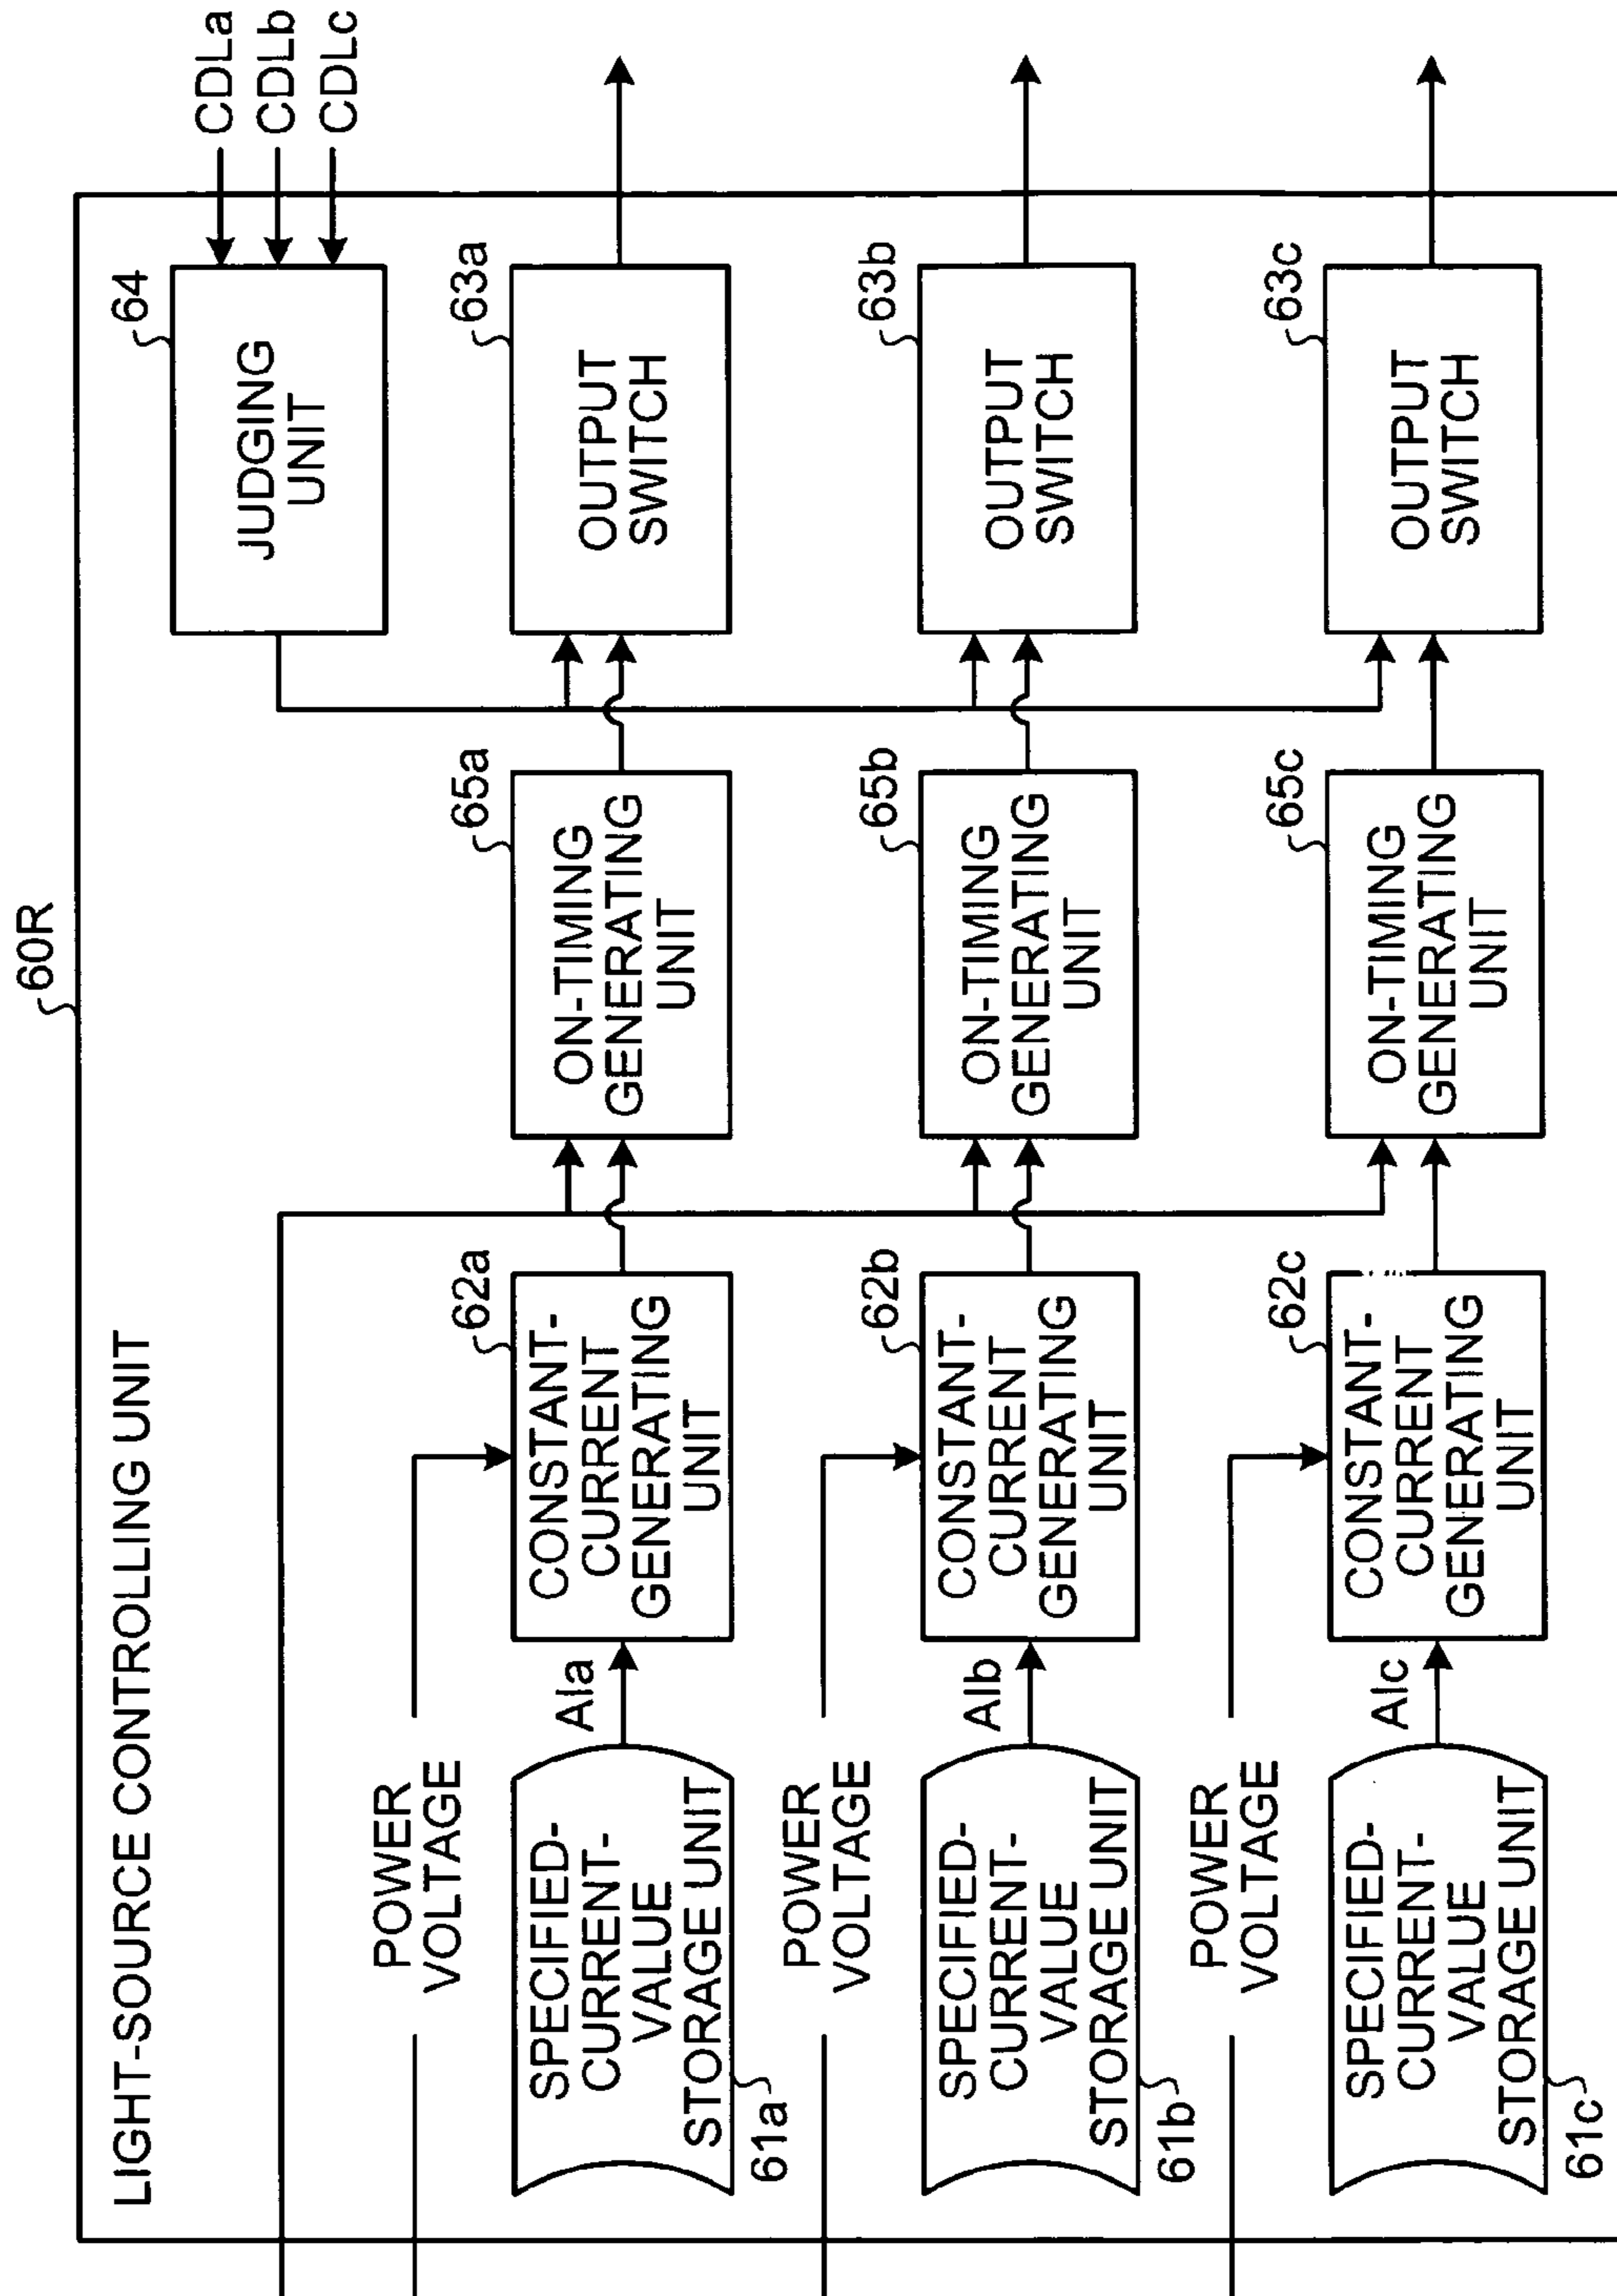 60R
LIGHT-SOURCE CONTROLLING UNIT
CDLa
CDLb
CDLc
64
JUDGING
UNIT
POWER
VOLTAGE
61a
SPECIFIED-
CURRENT-
VALUE
STORAGE UNIT
AIa
62a
CONSTANT-
CURRENT
GENERATING
UNIT
65a
ON-TIMING
GENERATING
UNIT
63a
OUTPUT
SWITCH
POWER
VOLTAGE
61b
SPECIFIED-
CURRENT-
VALUE
STORAGE UNIT
AIb
62b
CONSTANT-
CURRENT
GENERATING
UNIT
65b
ON-TIMING
GENERATING
UNIT
63b
OUTPUT
SWITCH
POWER
VOLTAGE
61c
SPECIFIED-
CURRENT-
VALUE
STORAGE UNIT
AIc
62c
CONSTANT-
CURRENT
GENERATING
UNIT
65c
ON-TIMING
GENERATING
UNIT
63c
OUTPUT
SWITCH